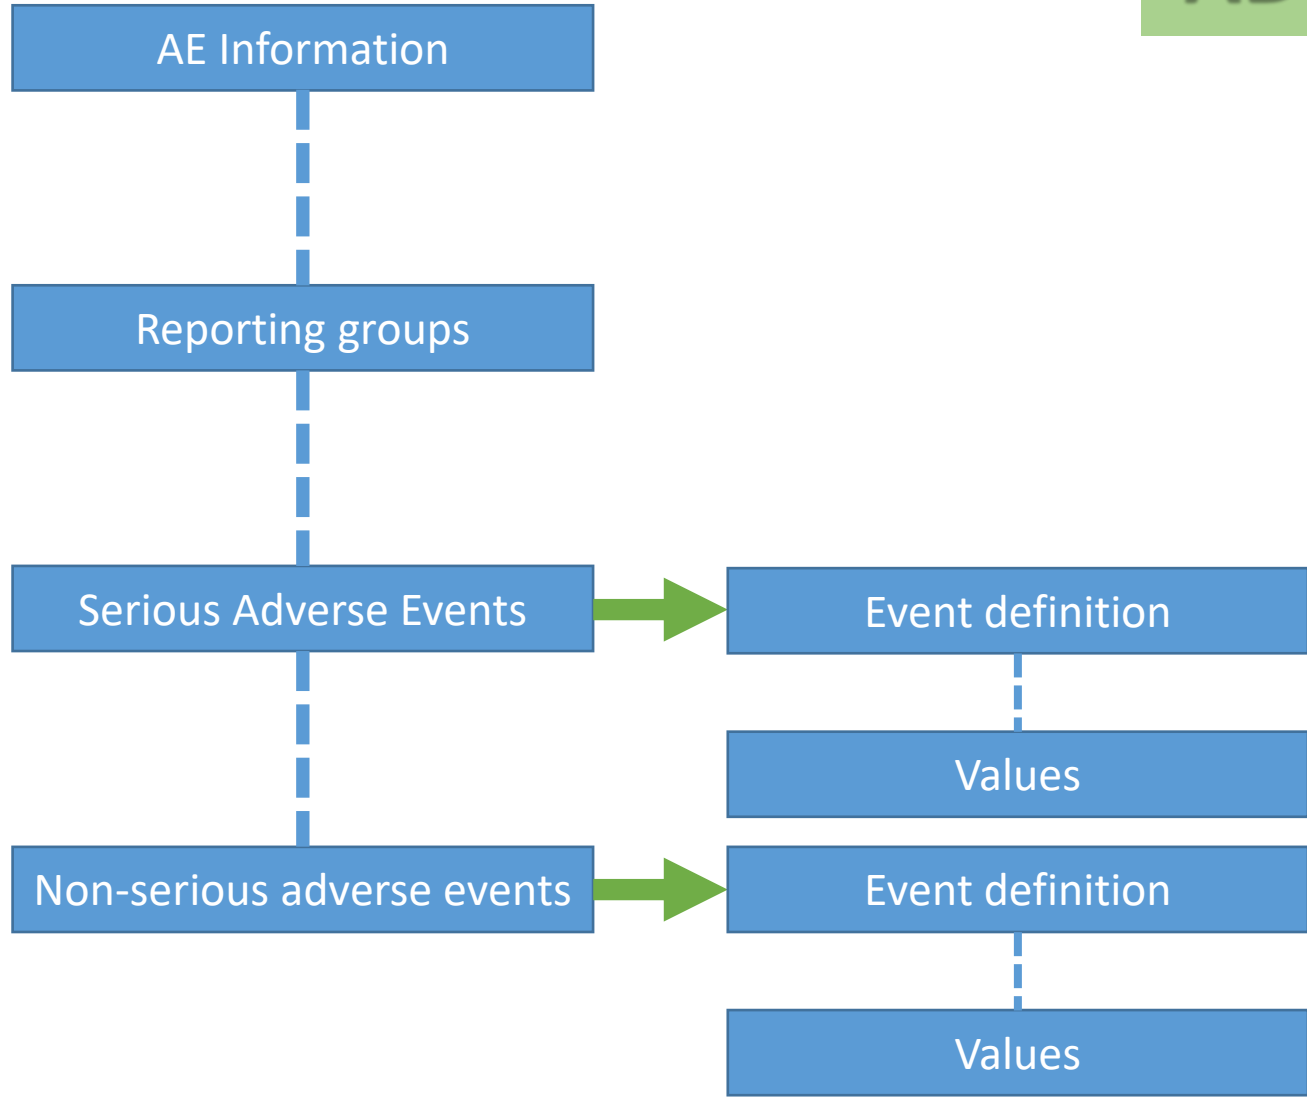 AE Information
Reporting groups
Serious Adverse Events
Event definition
Values
Non-serious adverse events
Event definition
Values